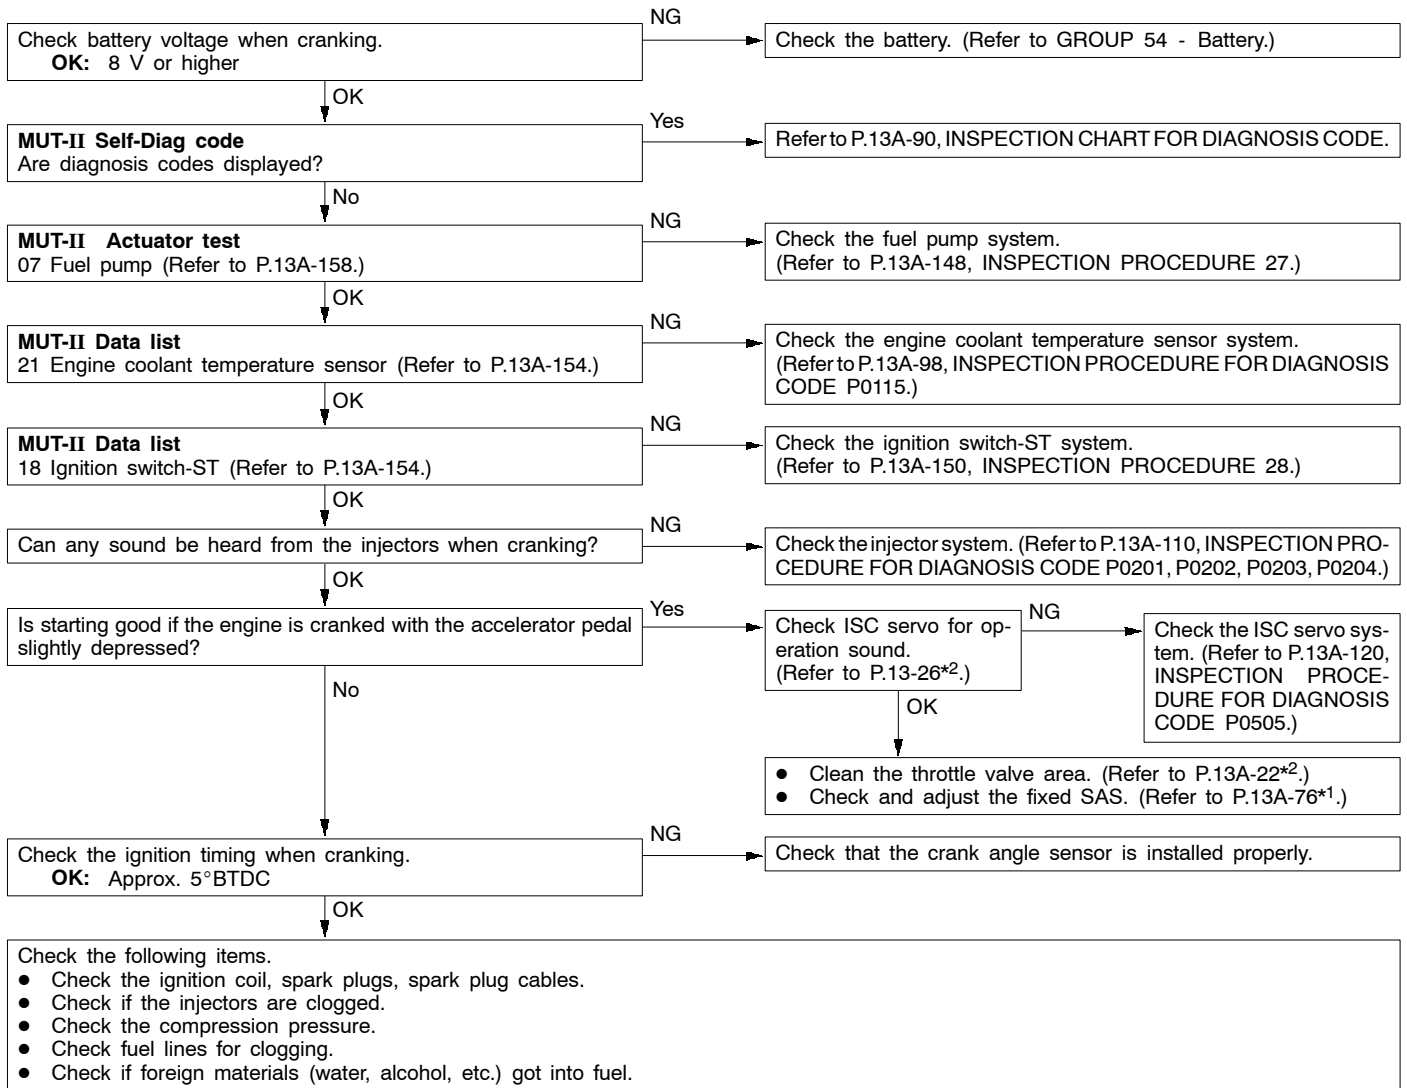 NG
Check battery voltage when cranking.
OK: 8 V or higher
Check the battery. (Refer to GROUP 54 - Battery.)
OK
Yes
MUT-II Self-Diag code
Are diagnosis codes displayed?
Refer to P.13A-90, INSPECTION CHART FOR DIAGNOSIS CODE.
No
NG
MUT-II Actuator test
07 Fuel pump (Refer to P.13A-158.)
Check the fuel pump system.
(Refer to P.13A-148, INSPECTION PROCEDURE 27.)
OK
NG
MUT-II Data list
21 Engine coolant temperature sensor (Refer to P.13A-154.)
Check the engine coolant temperature sensor system.
(Refer to P.13A-98, INSPECTION PROCEDURE FOR DIAGNOSIS
CODE P0115.)
OK
NG
MUT-II Data list
18 Ignition switch-ST (Refer to P.13A-154.)
Check the ignition switch-ST system.
(Refer to P.13A-150, INSPECTION PROCEDURE 28.)
OK
NG
Can any sound be heard from the injectors when cranking?
Check the injector system. (Refer to P.13A-110, INSPECTION PRO-
CEDURE FOR DIAGNOSIS CODE P0201, P0202, P0203, P0204.)
OK
Yes
Is starting good if the engine is cranked with the accelerator pedal
slightly depressed?
Check ISC servo for op-
eration sound.
(Refer to P.13-26*2.)
NG
Check the ISC servo sys-
tem. (Refer to P.13A-120,
INSPECTION PROCE-
DURE FOR DIAGNOSIS
CODE P0505.)
No
OK
● Clean the throttle valve area. (Refer to P.13A-22*2.)
● Check and adjust the fixed SAS. (Refer to P.13A-76*1.)
NG
Check the ignition timing when cranking.
OK: Approx. 5°BTDC
Check that the crank angle sensor is installed properly.
OK
Check the following items.
● Check the ignition coil, spark plugs, spark plug cables.
● Check if the injectors are clogged.
● Check the compression pressure.
● Check fuel lines for clogging.
● Check if foreign materials (water, alcohol, etc.) got into fuel.